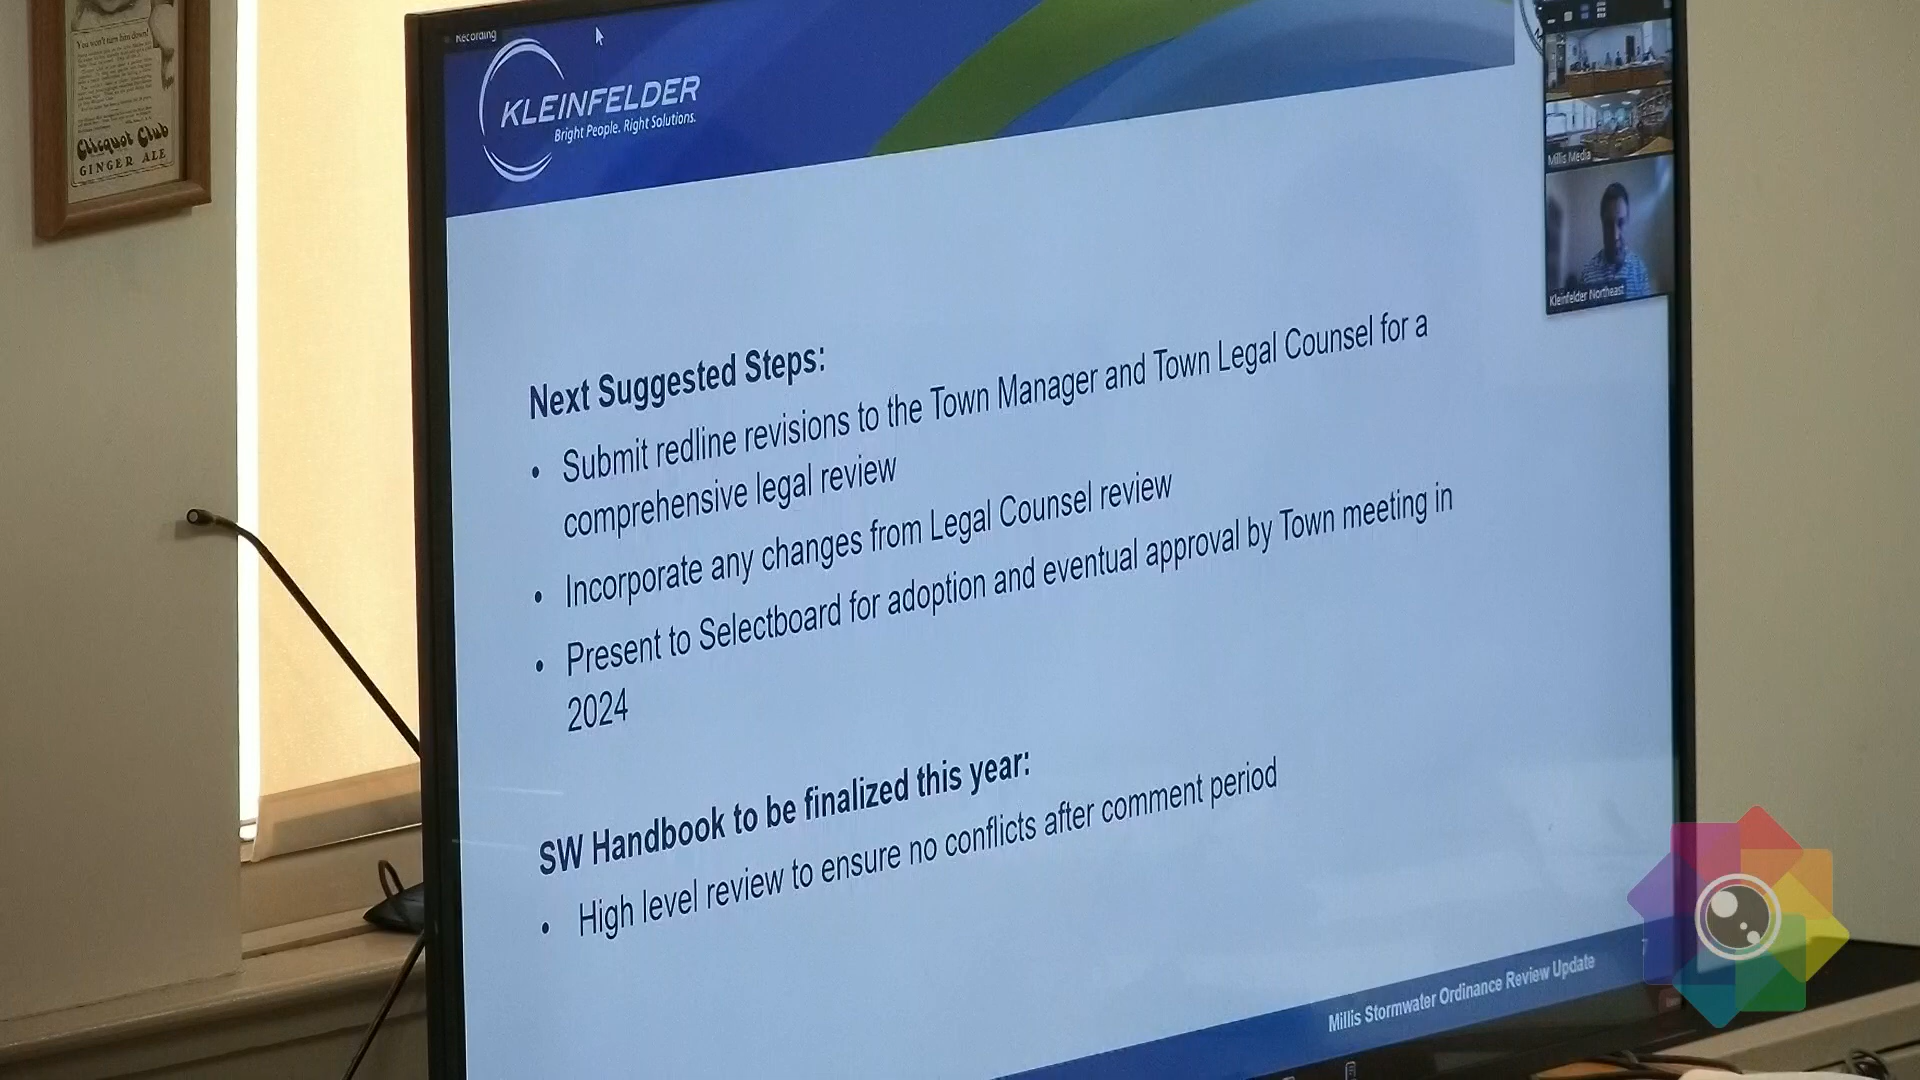 You won't turn him down!
Clicquot Club
GINGER ALE
Recording
KLEINFELDER
Bright People. Right Solutions.
Millis Media
Kleinfelder Northeast
Next Suggested Steps:
• Submit redline revisions to the Town Manager and Town Legal Counsel for a
comprehensive legal review
• Incorporate any changes from Legal Counsel review
• Present to Selectboard for adoption and eventual approval by Town meeting in
2024
SW Handbook to be finalized this year:
• High level review to ensure no conflicts after comment period
Millis Stormwater Ordinance Review Update
7